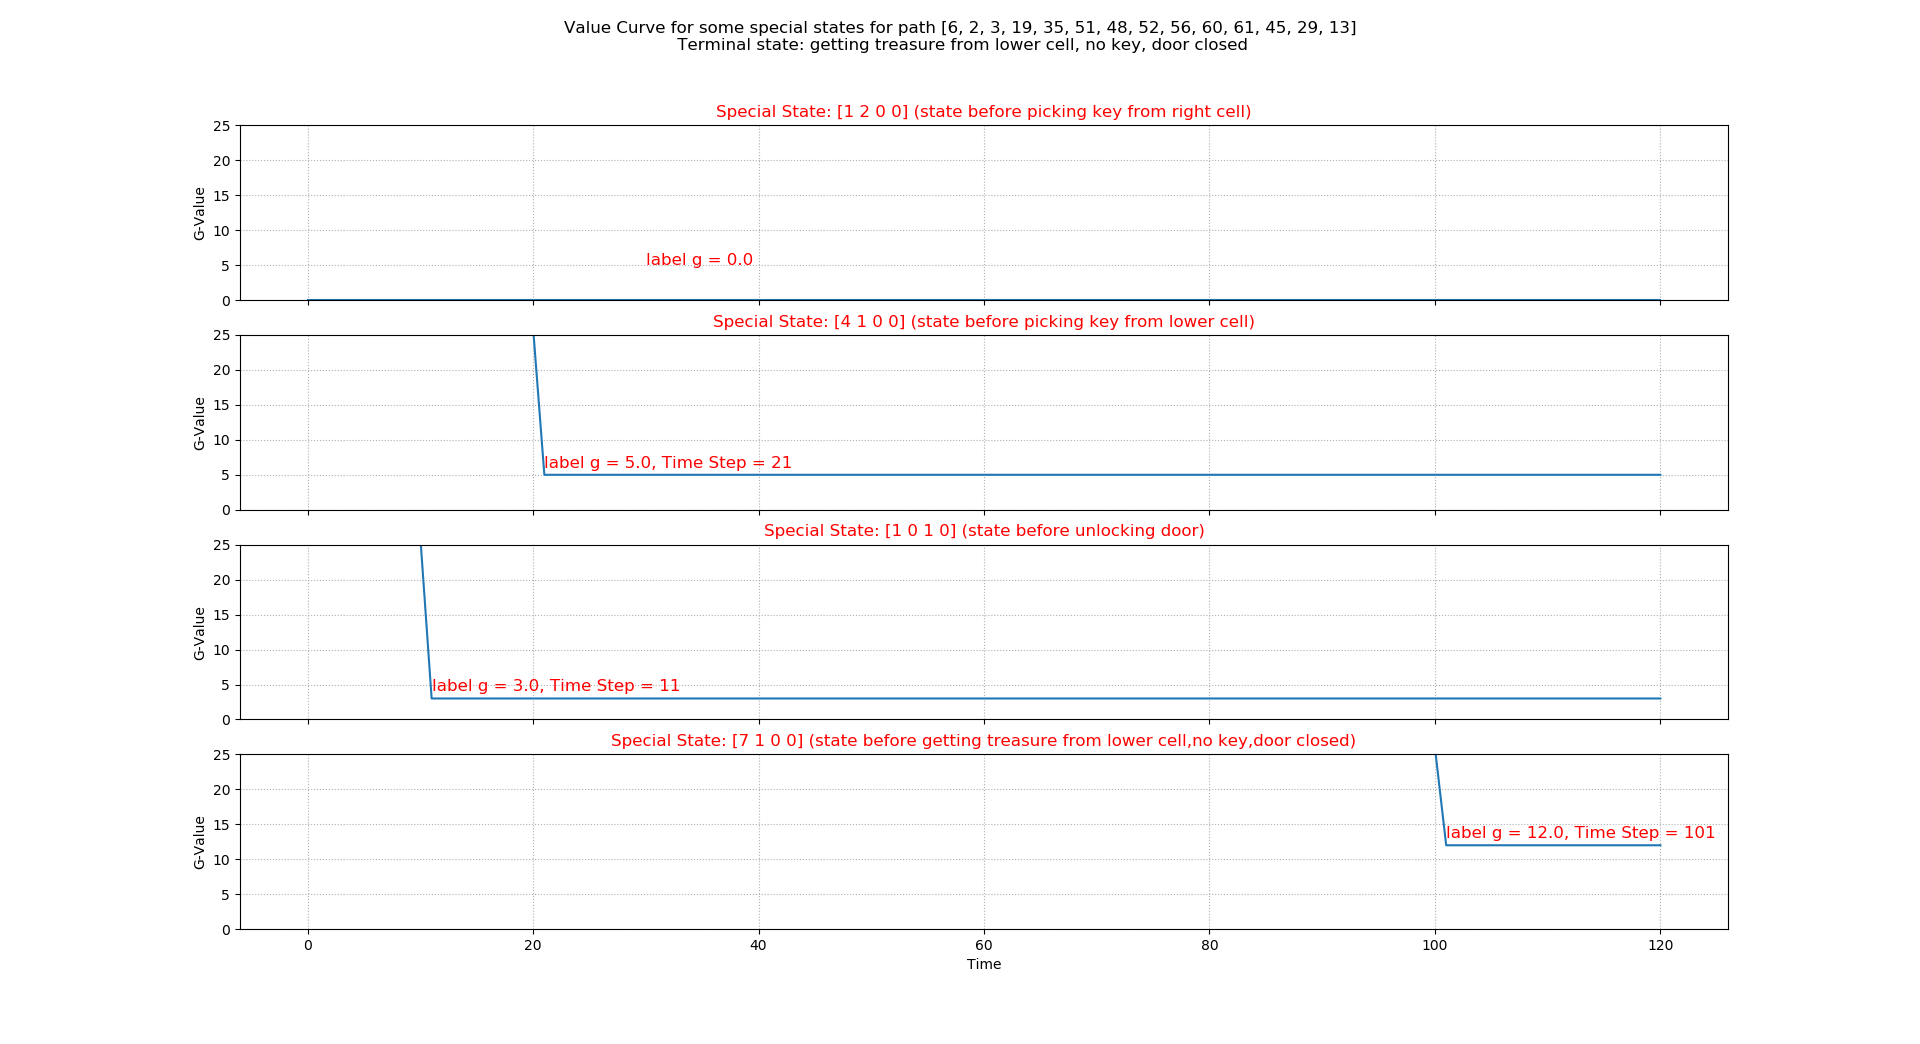 Value Curve for some special states for path [6, 2, 3, 19, 35, 51, 48, 52, 56, 60, 61, 45, 29, 13]
Terminal state: getting treasure from lower cell, no key, door closed
Special State: [1 2 0 0] (state before picking key from right cell)
25
20
15
10
5
0
G-Value
label g = 0.0
Special State: [4 1 0 0] (state before picking key from lower cell)
25
20
15
10
5
0
G-Value
label g = 5.0, Time Step = 21
Special State: [1 0 1 0] (state before unlocking door)
25
20
15
10
5
0
G-Value
label g = 3.0, Time Step = 11
Special State: [7 1 0 0] (state before getting treasure from lower cell,no key,door closed)
25
20
15
10
5
0
G-Value
label g = 12.0, Time Step = 101
0 20 40 60 80 100 120
Time